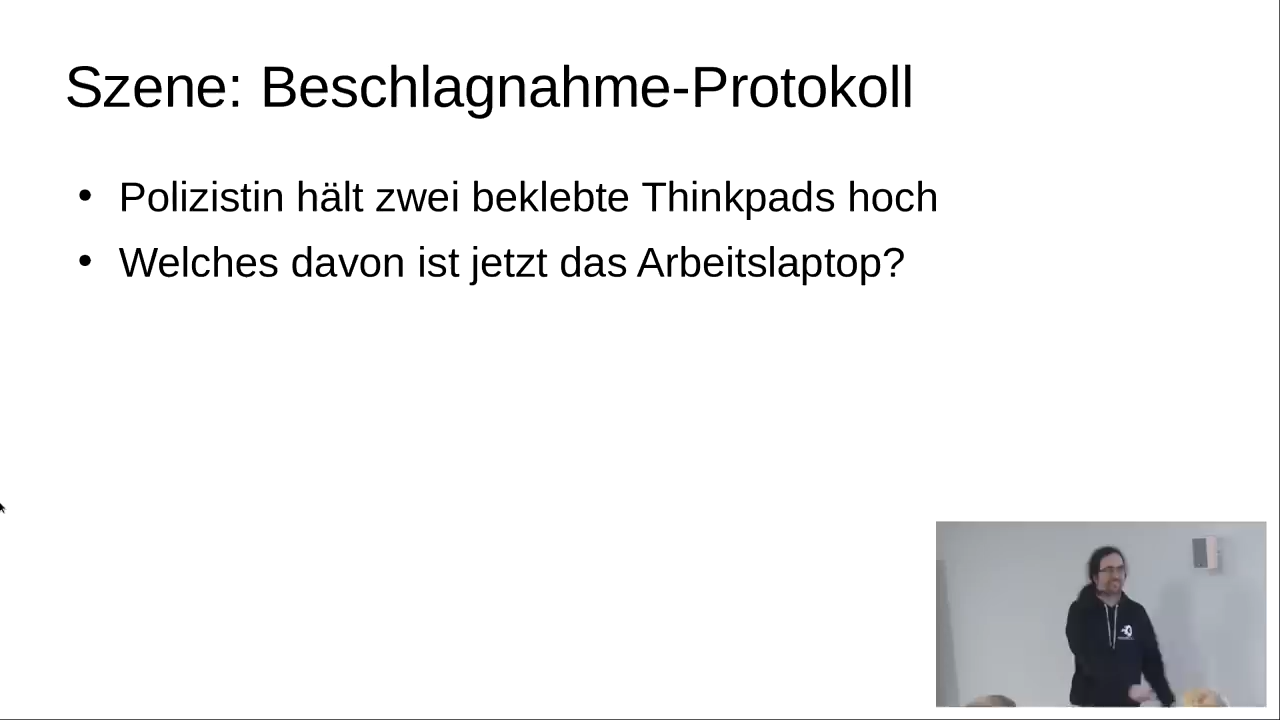 Szene: Beschlagnahme-Protokoll
• Polizistin hält zwei beklebte Thinkpads hoch
• Welches davon ist jetzt das Arbeitslaptop?